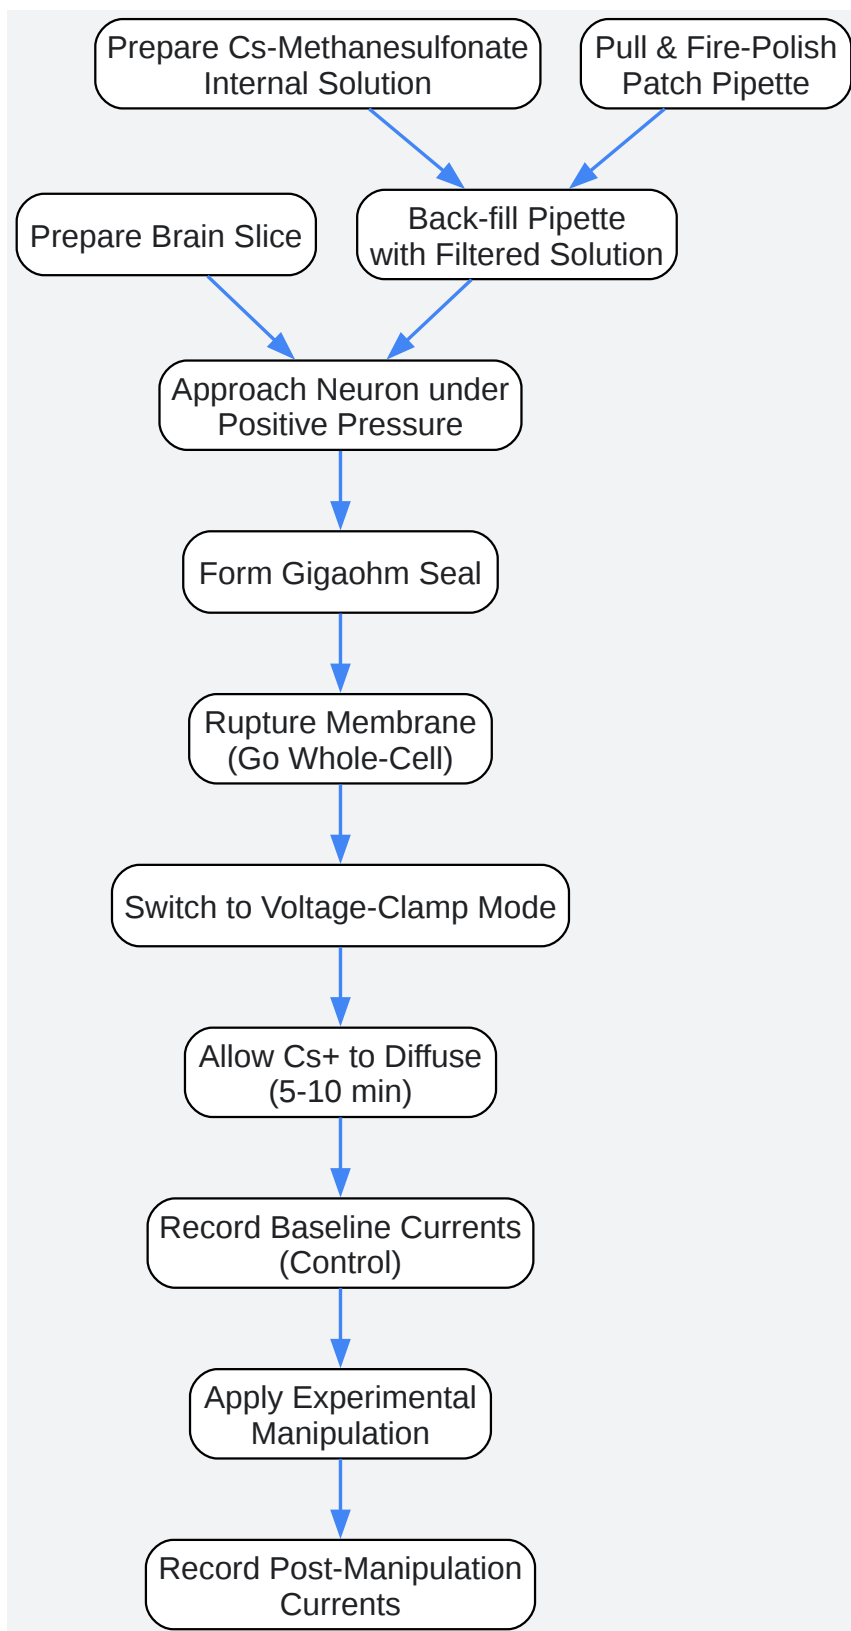 Prepare Cs-Methanesulfonate
Internal Solution
Pull & Fire-Polish
Patch Pipette
Prepare Brain Slice
Back-fill Pipette
with Filtered Solution
Approach Neuron under
Positive Pressure
Form Gigaohm Seal
Rupture Membrane
(Go Whole-Cell)
Switch to Voltage-Clamp Mode
Allow Cs+ to Diffuse
(5-10 min)
Record Baseline Currents
(Control)
Apply Experimental
Manipulation
Record Post-Manipulation
Currents